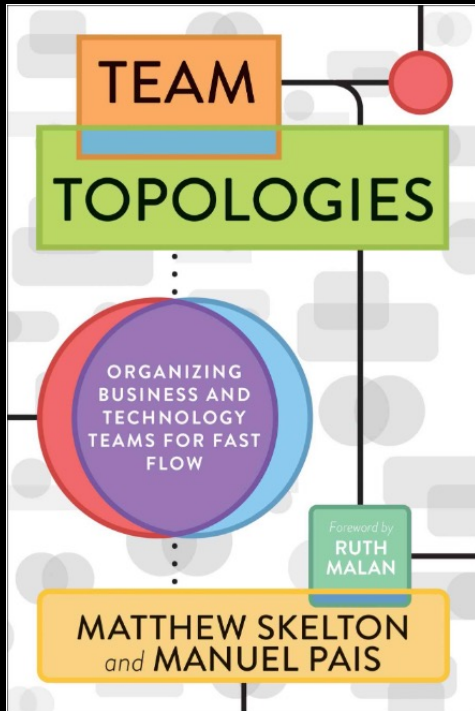 TEAM
TOPOLOGIES
ORGANIZING
BUSINESS AND
TECHNOLOGY
TEAMS FOR FAST
FLOW
Foreword by
RUTH
MALAN
MATTHEW SKELTON
and MANUEL PAIS